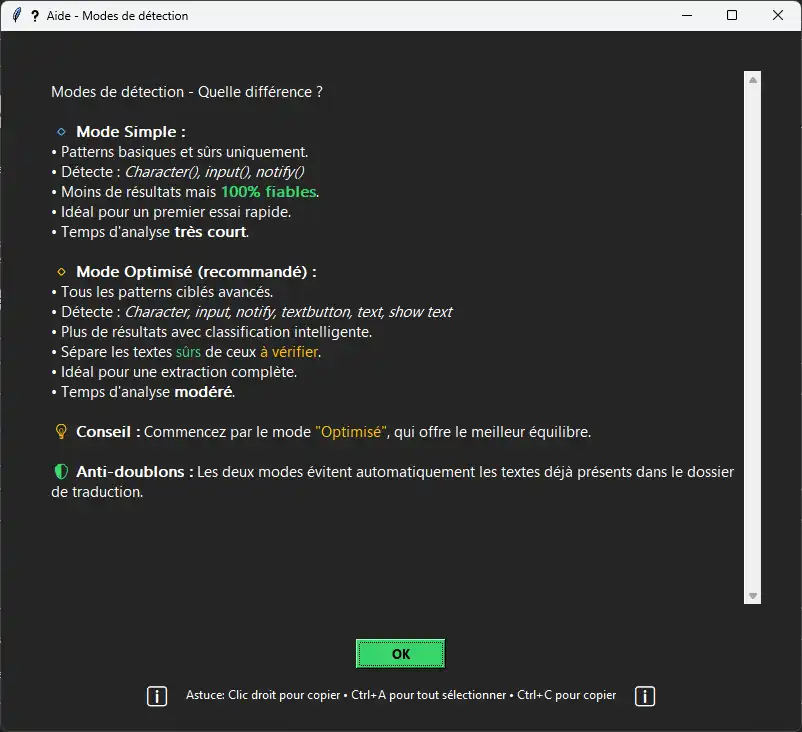 ? Aide - Modes de détection
Modes de détection - Quelle différence ?
Mode Simple :
• Patterns basiques et sûrs uniquement.
• Détecte : Character(), input(), notify()
• Moins de résultats mais 100% fiables.
• Idéal pour un premier essai rapide.
• Temps d'analyse très court.
Mode Optimisé (recommandé) :
• Tous les patterns ciblés avancés.
• Détecte : Character, input, notify, textbutton, text, show text
• Plus de résultats avec classification intelligente.
• Sépare les textes sûrs de ceux à vérifier.
• Idéal pour une extraction complète.
• Temps d'analyse modéré.
Conseil : Commencez par le mode "Optimisé", qui offre le meilleur équilibre.
Anti-doublons : Les deux modes évitent automatiquement les textes déjà présents dans le dossier
de traduction.
OK
Astuce: Clic droit pour copier • Ctrl+A pour tout sélectionner • Ctrl+C pour copier